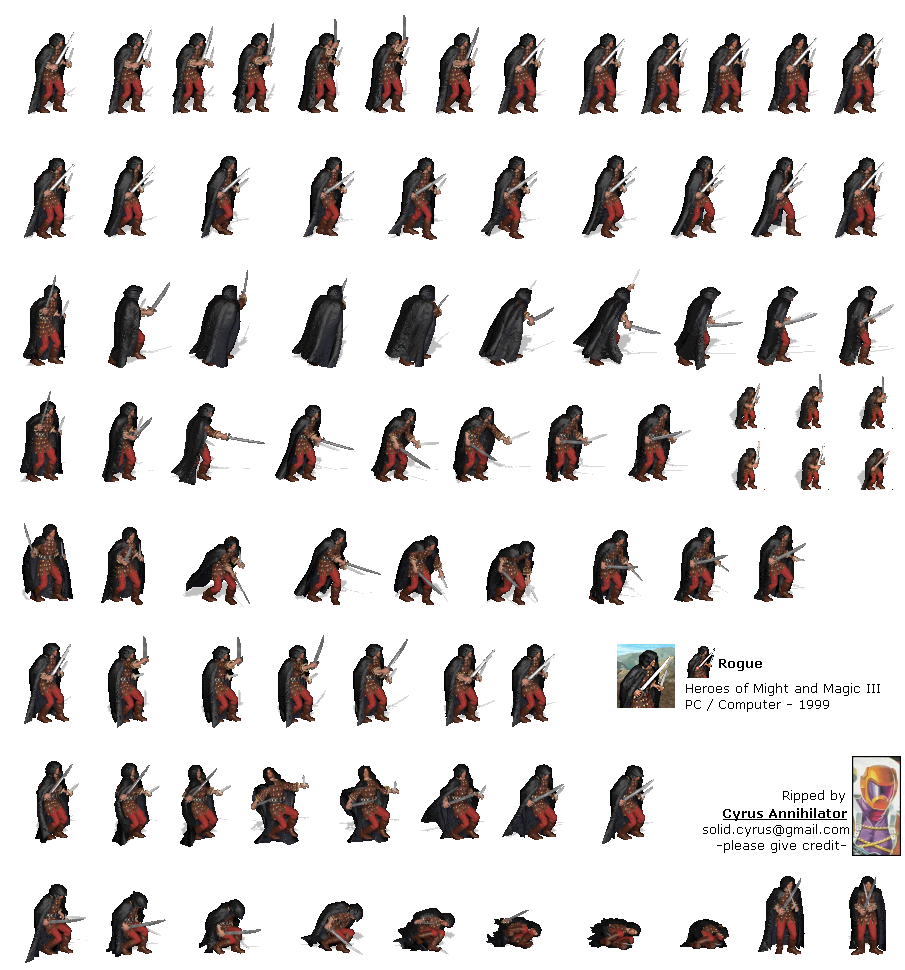 Rogue
Heroes of Might and Magic III
PC / Computer - 1999
Ripped by
Cyrus Annihilator
solid.cyrus@gmail.com
-please give credit-